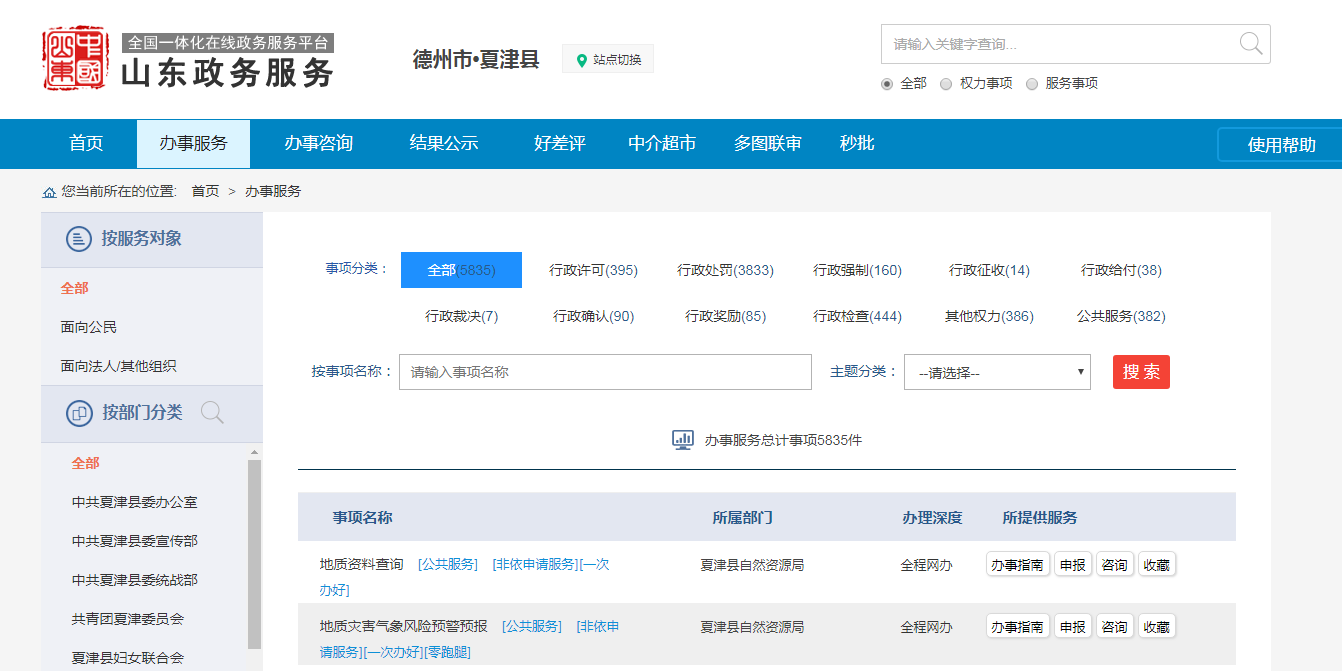 全国一体化在线政务服务平台
山东政务服务
德州市•夏津县
站点切换
请输入关键字查询...
全部 权力事项 服务事项
首页 办事服务 办事咨询 结果公示 好差评 中介超市 多图联审 秒批 使用帮助
您当前所在的位置: 首页 > 办事服务
按服务对象
全部
面向公民
面向法人/其他组织
按部门分类
全部
中共夏津县委办公室
中共夏津县委宣传部
中共夏津县委统战部
共青团夏津委员会
夏津县妇女联合会
事项分类： 全部(5835) 行政许可(395) 行政处罚(3833) 行政强制(160) 行政征收(14) 行政给付(38)
行政裁决(7) 行政确认(90) 行政奖励(85) 行政检查(444) 其他权力(386) 公共服务(382)
按事项名称： 请输入事项名称 主题分类： --请选择-- 搜 索
办事服务总计事项5835件
事项名称 所属部门 办理深度 所提供服务
地质资料查询 [公共服务] [非依申请服务][一次
办好]
夏津县自然资源局 全程网办 办事指南 申报 咨询 收藏
地质灾害气象风险预警预报 [公共服务] [非依申
请服务][一次办好][零跑腿]
夏津县自然资源局 全程网办 办事指南 申报 咨询 收藏